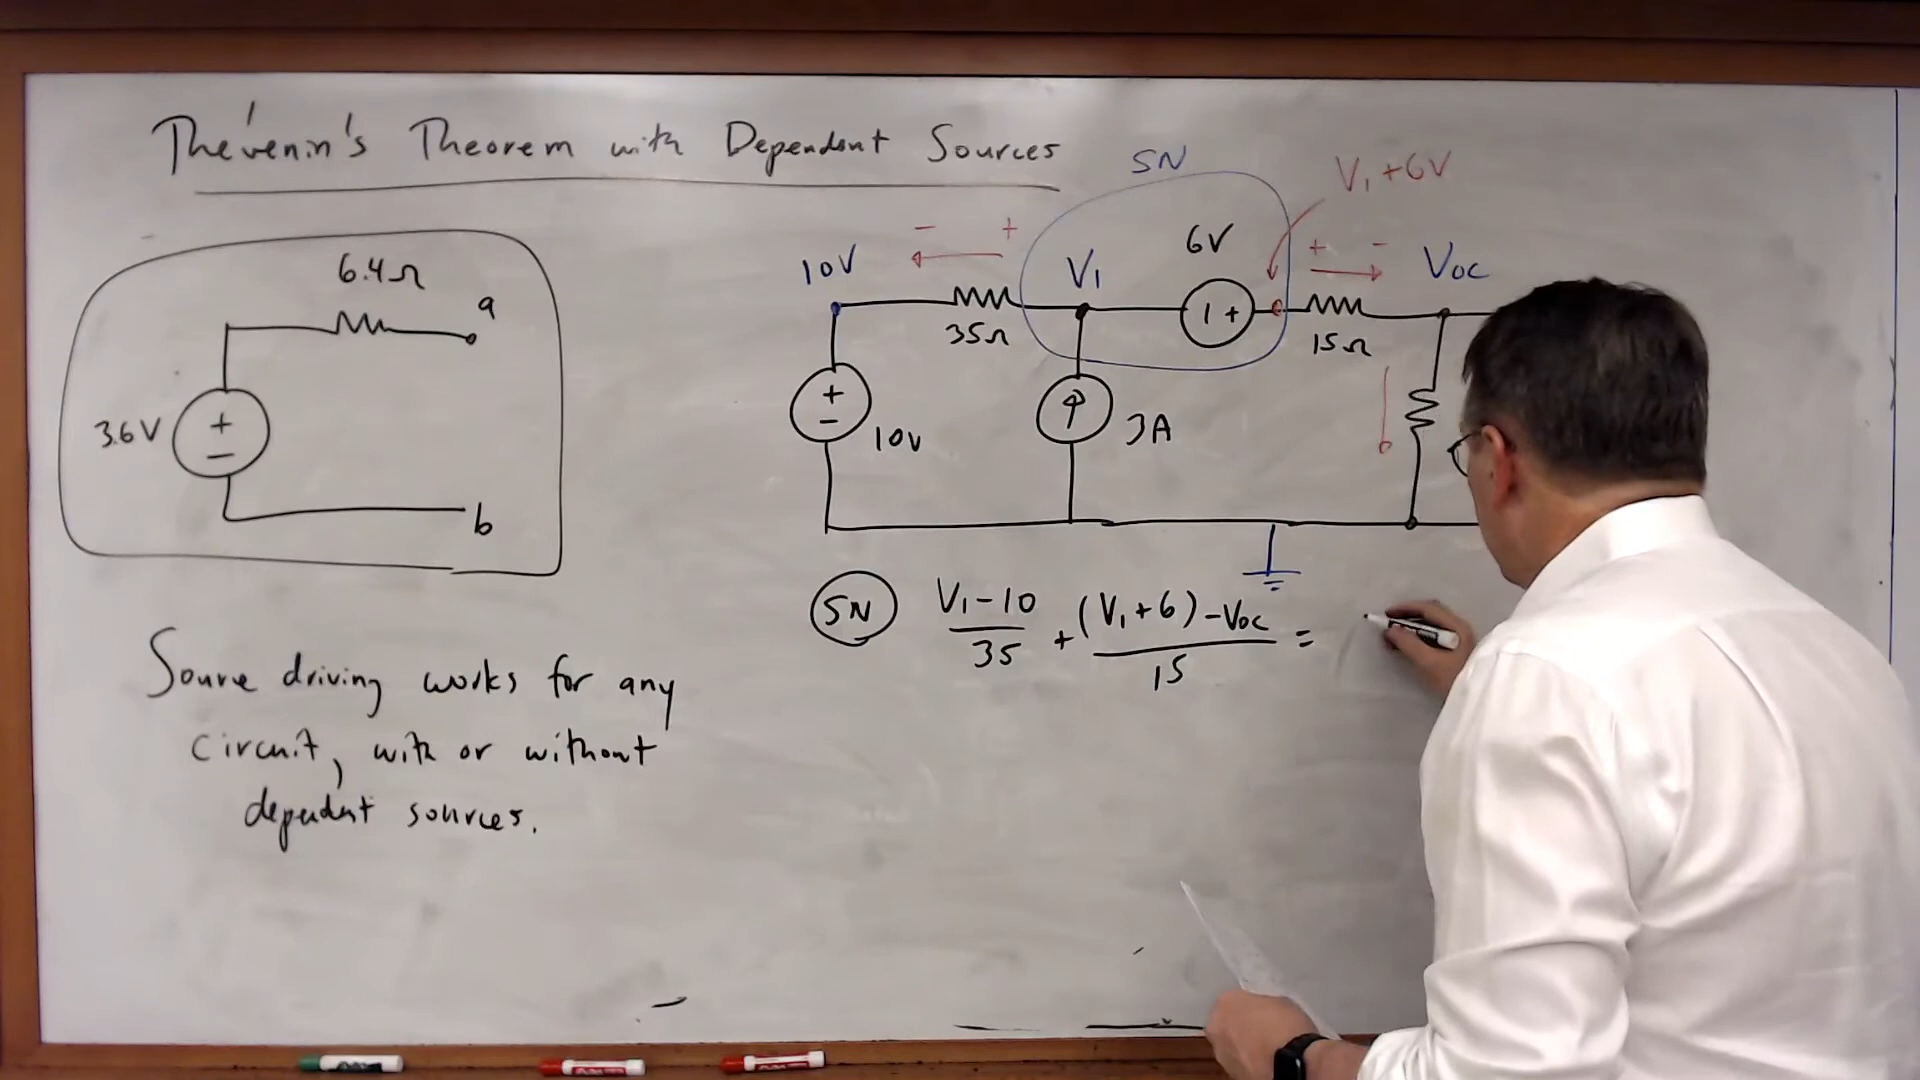 Thévenin's Theorem with Dependent Sources
SN
V1+6V
6.4Ω
a
3.6V
+
-
b
- +
10V
V1
6V
+ -
VOC
35Ω
1 +
15Ω
+
-
10V
3A
SN V1-10/35 + (V1+6)-VOC/15 =
Source driving works for any
circuit, with or without
dependent sources.